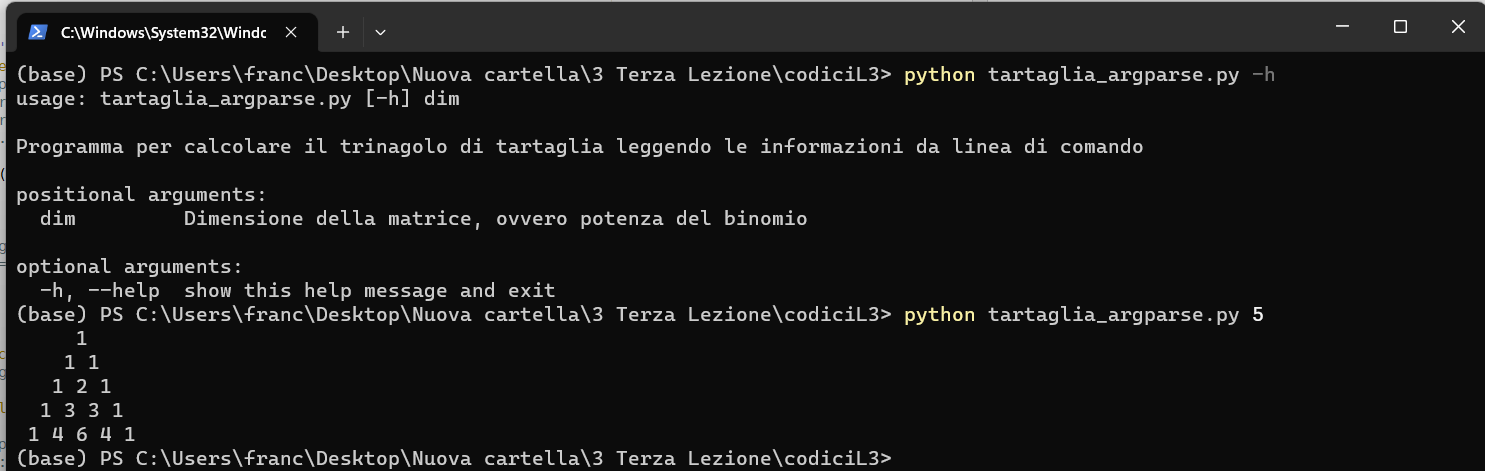 C:\Windows\System32\Windc
(base) PS C:\Users\franc\Desktop\Nuova cartella\3 Terza Lezione\codiciL3> python tartaglia_argparse.py -h
usage: tartaglia_argparse.py [-h] dim
Programma per calcolare il trinagolo di tartaglia leggendo le informazioni da linea di comando
positional arguments:
  dim         Dimensione della matrice, ovvero potenza del binomio
optional arguments:
  -h, --help  show this help message and exit
(base) PS C:\Users\franc\Desktop\Nuova cartella\3 Terza Lezione\codiciL3> python tartaglia_argparse.py 5
     1
    1 1
   1 2 1
  1 3 3 1
 1 4 6 4 1
(base) PS C:\Users\franc\Desktop\Nuova cartella\3 Terza Lezione\codiciL3>